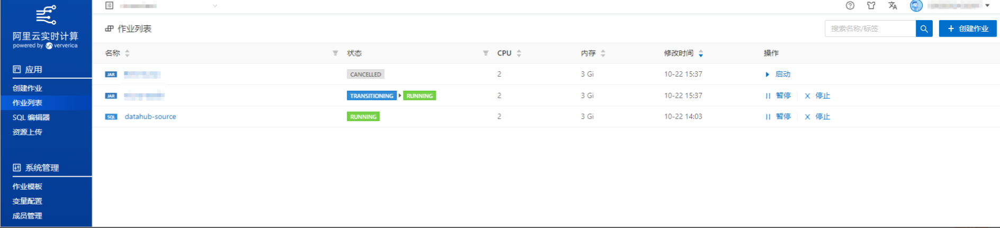 阿里云实时计算
powered by ververica
应用
创建作业
作业列表
SQL 编辑器
资源上传
系统管理
作业模板
变量配置
成员管理
作业列表
搜索名称/标签
+ 创建作业
名称 状态 CPU 内存 修改时间 操作
JAR CANCELLED 2 3 Gi 10-22 15:37 启动
JAR TRANSITIONING RUNNING 2 3 Gi 10-22 15:37 暂停 X 停止
SQL datahub-source RUNNING 2 3 Gi 10-22 14:03 暂停 X 停止